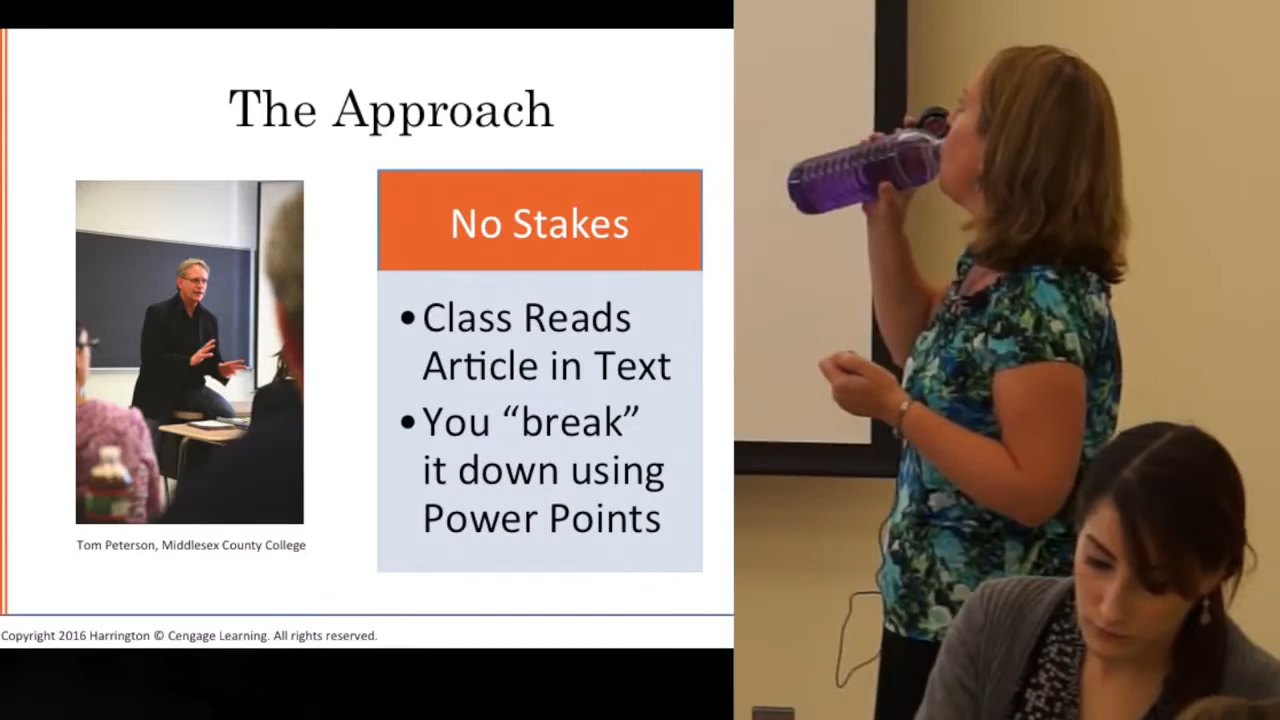 The Approach
No Stakes
•Class Reads
Article in Text
•You “break”
it down using
Power Points
Tom Peterson, Middlesex County College
Copyright 2016 Harrington © Cengage Learning. All rights reserved.